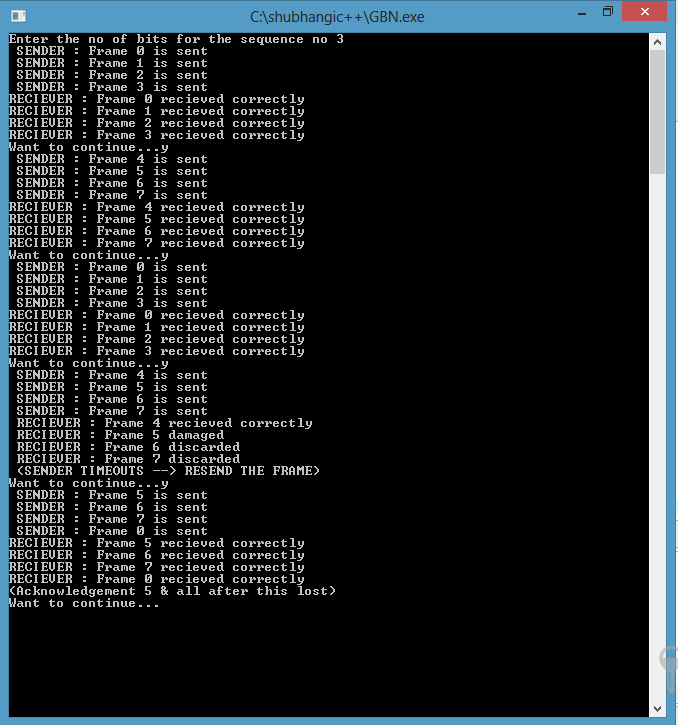 C:\shubhangic++\GBN.exe
Enter the no of bits for the sequence no 3
SENDER : Frame 0 is sent
SENDER : Frame 1 is sent
SENDER : Frame 2 is sent
SENDER : Frame 3 is sent
RECIEVER : Frame 0 recieved correctly
RECIEVER : Frame 1 recieved correctly
RECIEVER : Frame 2 recieved correctly
RECIEVER : Frame 3 recieved correctly
Want to continue...y
SENDER : Frame 4 is sent
SENDER : Frame 5 is sent
SENDER : Frame 6 is sent
SENDER : Frame 7 is sent
RECIEVER : Frame 4 recieved correctly
RECIEVER : Frame 5 recieved correctly
RECIEVER : Frame 6 recieved correctly
RECIEVER : Frame 7 recieved correctly
Want to continue...y
SENDER : Frame 0 is sent
SENDER : Frame 1 is sent
SENDER : Frame 2 is sent
SENDER : Frame 3 is sent
RECIEVER : Frame 0 recieved correctly
RECIEVER : Frame 1 recieved correctly
RECIEVER : Frame 2 recieved correctly
RECIEVER : Frame 3 recieved correctly
Want to continue...y
SENDER : Frame 4 is sent
SENDER : Frame 5 is sent
SENDER : Frame 6 is sent
SENDER : Frame 7 is sent
RECIEVER : Frame 4 recieved correctly
RECIEVER : Frame 5 damaged
RECIEVER : Frame 6 discarded
RECIEVER : Frame 7 discarded
(SENDER TIMEOUTS --> RESEND THE FRAME)
Want to continue...y
SENDER : Frame 5 is sent
SENDER : Frame 6 is sent
SENDER : Frame 7 is sent
SENDER : Frame 0 is sent
RECIEVER : Frame 5 recieved correctly
RECIEVER : Frame 6 recieved correctly
RECIEVER : Frame 7 recieved correctly
RECIEVER : Frame 0 recieved correctly
(Acknowledgement 5 & all after this lost)
Want to continue...